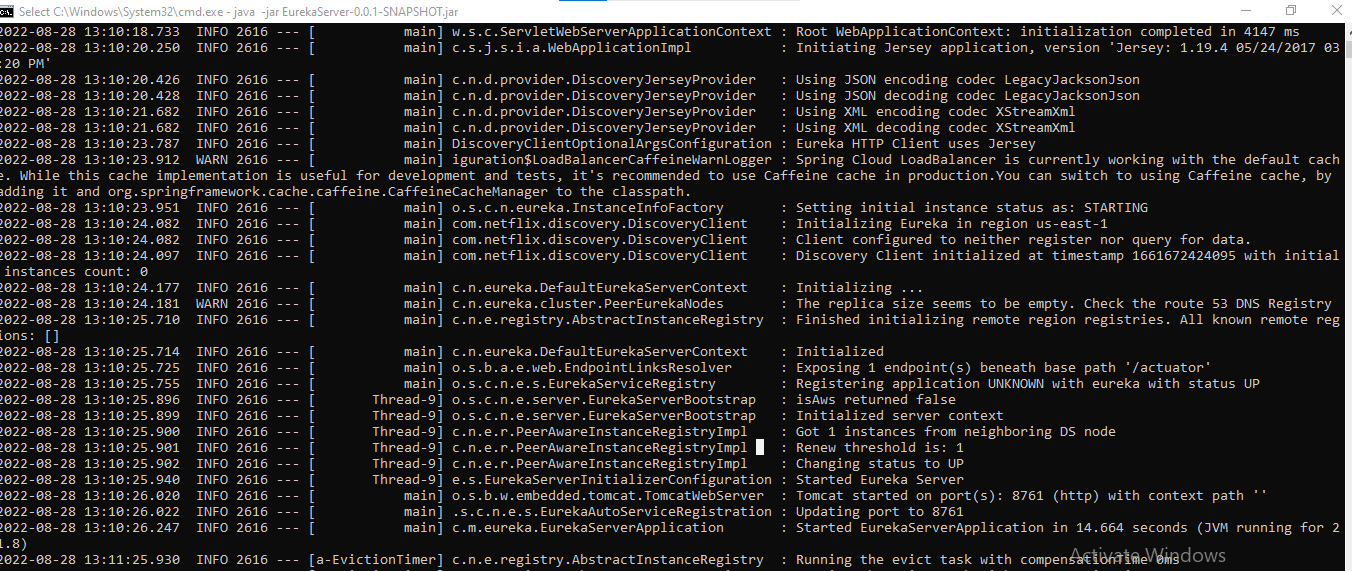 Select C:\Windows\System32\cmd.exe - java -jar EurekaServer-0.0.1-SNAPSHOT.jar
2022-08-28 13:10:18.733  INFO 2616 --- [           main] w.s.c.ServletWebServerApplicationContext : Root WebApplicationContext: initialization completed in 4147 ms
2022-08-28 13:10:20.250  INFO 2616 --- [           main] c.s.j.s.i.a.WebApplicationImpl           : Initiating Jersey application, version 'Jersey: 1.19.4 05/24/2017 03
:20 PM'
2022-08-28 13:10:20.426  INFO 2616 --- [           main] c.n.d.provider.DiscoveryJerseyProvider   : Using JSON encoding codec LegacyJacksonJson
2022-08-28 13:10:20.428  INFO 2616 --- [           main] c.n.d.provider.DiscoveryJerseyProvider   : Using JSON decoding codec LegacyJacksonJson
2022-08-28 13:10:21.682  INFO 2616 --- [           main] c.n.d.provider.DiscoveryJerseyProvider   : Using XML encoding codec XStreamXml
2022-08-28 13:10:21.682  INFO 2616 --- [           main] c.n.d.provider.DiscoveryJerseyProvider   : Using XML decoding codec XStreamXml
2022-08-28 13:10:23.787  INFO 2616 --- [           main] DiscoveryClientOptionalArgsConfiguration : Eureka HTTP Client uses Jersey
2022-08-28 13:10:23.912  WARN 2616 --- [           main] iguration$LoadBalancerCaffeineWarnLogger : Spring Cloud LoadBalancer is currently working with the default cach
e. While this cache implementation is useful for development and tests, it's recommended to use Caffeine cache in production.You can switch to using Caffeine cache, by
adding it and org.springframework.cache.caffeine.CaffeineCacheManager to the classpath.
2022-08-28 13:10:23.951  INFO 2616 --- [           main] o.s.c.n.eureka.InstanceInfoFactory       : Setting initial instance status as: STARTING
2022-08-28 13:10:24.082  INFO 2616 --- [           main] com.netflix.discovery.DiscoveryClient    : Initializing Eureka in region us-east-1
2022-08-28 13:10:24.082  INFO 2616 --- [           main] com.netflix.discovery.DiscoveryClient    : Client configured to neither register nor query for data.
2022-08-28 13:10:24.097  INFO 2616 --- [           main] com.netflix.discovery.DiscoveryClient    : Discovery Client initialized at timestamp 1661672424095 with initial
instances count: 0
2022-08-28 13:10:24.177  INFO 2616 --- [           main] c.n.eureka.DefaultEurekaServerContext    : Initializing ...
2022-08-28 13:10:24.181  WARN 2616 --- [           main] c.n.eureka.cluster.PeerEurekaNodes       : The replica size seems to be empty. Check the route 53 DNS Registry
2022-08-28 13:10:25.710  INFO 2616 --- [           main] c.n.e.registry.AbstractInstanceRegistry  : Finished initializing remote region registries. All known remote reg
ions: []
2022-08-28 13:10:25.714  INFO 2616 --- [           main] c.n.eureka.DefaultEurekaServerContext    : Initialized
2022-08-28 13:10:25.725  INFO 2616 --- [           main] o.s.b.a.e.web.EndpointLinksResolver      : Exposing 1 endpoint(s) beneath base path '/actuator'
2022-08-28 13:10:25.755  INFO 2616 --- [           main] o.s.c.n.e.s.EurekaServiceRegistry        : Registering application UNKNOWN with eureka with status UP
2022-08-28 13:10:25.896  INFO 2616 --- [       Thread-9] o.s.c.n.e.server.EurekaServerBootstrap   : isAws returned false
2022-08-28 13:10:25.899  INFO 2616 --- [       Thread-9] o.s.c.n.e.server.EurekaServerBootstrap   : Initialized server context
2022-08-28 13:10:25.900  INFO 2616 --- [       Thread-9] c.n.e.r.PeerAwareInstanceRegistryImpl    : Got 1 instances from neighboring DS node
2022-08-28 13:10:25.901  INFO 2616 --- [       Thread-9] c.n.e.r.PeerAwareInstanceRegistryImpl    : Renew threshold is: 1
2022-08-28 13:10:25.902  INFO 2616 --- [       Thread-9] c.n.e.r.PeerAwareInstanceRegistryImpl    : Changing status to UP
2022-08-28 13:10:25.940  INFO 2616 --- [       Thread-9] e.s.EurekaServerInitializerConfiguration : Started Eureka Server
2022-08-28 13:10:26.020  INFO 2616 --- [           main] o.s.b.w.embedded.tomcat.TomcatWebServer  : Tomcat started on port(s): 8761 (http) with context path ''
2022-08-28 13:10:26.022  INFO 2616 --- [           main] .s.c.n.e.s.EurekaAutoServiceRegistration : Updating port to 8761
2022-08-28 13:10:26.247  INFO 2616 --- [           main] c.m.eureka.EurekaServerApplication       : Started EurekaServerApplication in 14.664 seconds (JVM running for 2
1.8)
2022-08-28 13:11:25.930  INFO 2616 --- [a-EvictionTimer] c.n.e.registry.AbstractInstanceRegistry  : Running the evict task with compensationTime 0ms
Activate Windows